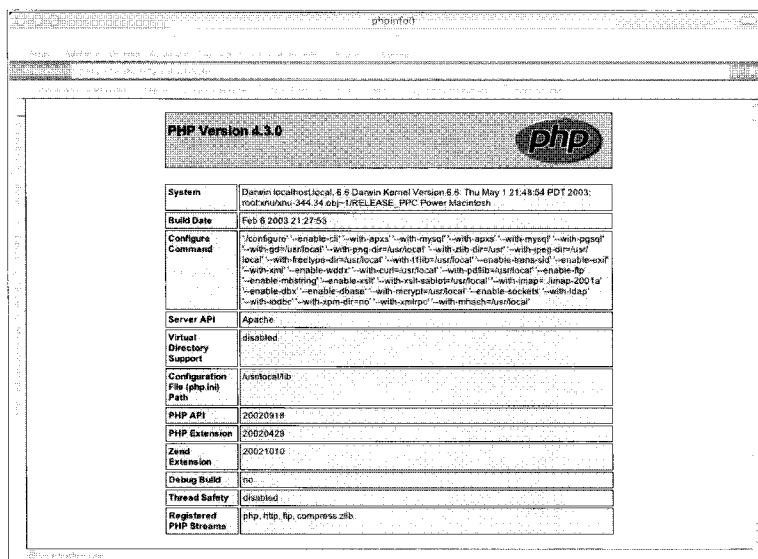 phpinfo()
PHP Version 4.3.0
php
System
Darwin localhost.local. 6.6 Darwin Kernel Version 6.6: Thu May 1 21:48:54 PDT 2003;
root:xnu/xnu-344.34.obj~1/RELEASE_PPC Power Macintosh
Build Date
Feb 6 2003 21:27:53
Configure
Command
'./configure' '--enable-cli' '--with-apxs' '--with-mysql' '--with-apxs' '--with-mysql' '--with-pgsql'
'--with-gd=/usr/local' '--with-png-dir=/usr/local' '--with-zlib-dir=/usr' '--with-jpeg-dir=/usr/
local' '--with-freetype-dir=/usr/local' '--with-t1lib=/usr/local' '--enable-trans-sid' '--enable-exif'
'--with-xml' '--enable-wddx' '--with-curl=/usr/local' '--with-pdflib=/usr/local' '--enable-ftp'
'--enable-mbstring' '--enable-xslt' '--with-xslt-sablot=/usr/local' '--with-imap=../imap-2001a'
'--enable-dbx' '--enable-dbase' '--with-mcrypt=/usr/local' '--enable-sockets' '--with-ldap'
'--with-iodbc' '--with-xpm-dir=no' '--with-xmlrpc' '--with-mhash=/usr/local'
Server API
Apache
Virtual
Directory
Support
disabled
Configuration
File (php.ini)
Path
/usr/local/lib
PHP API
20020918
PHP Extension
20020429
Zend
Extension
20021010
Debug Build
no
Thread Safety
disabled
Registered
PHP Streams
php, http, ftp, compress.zlib